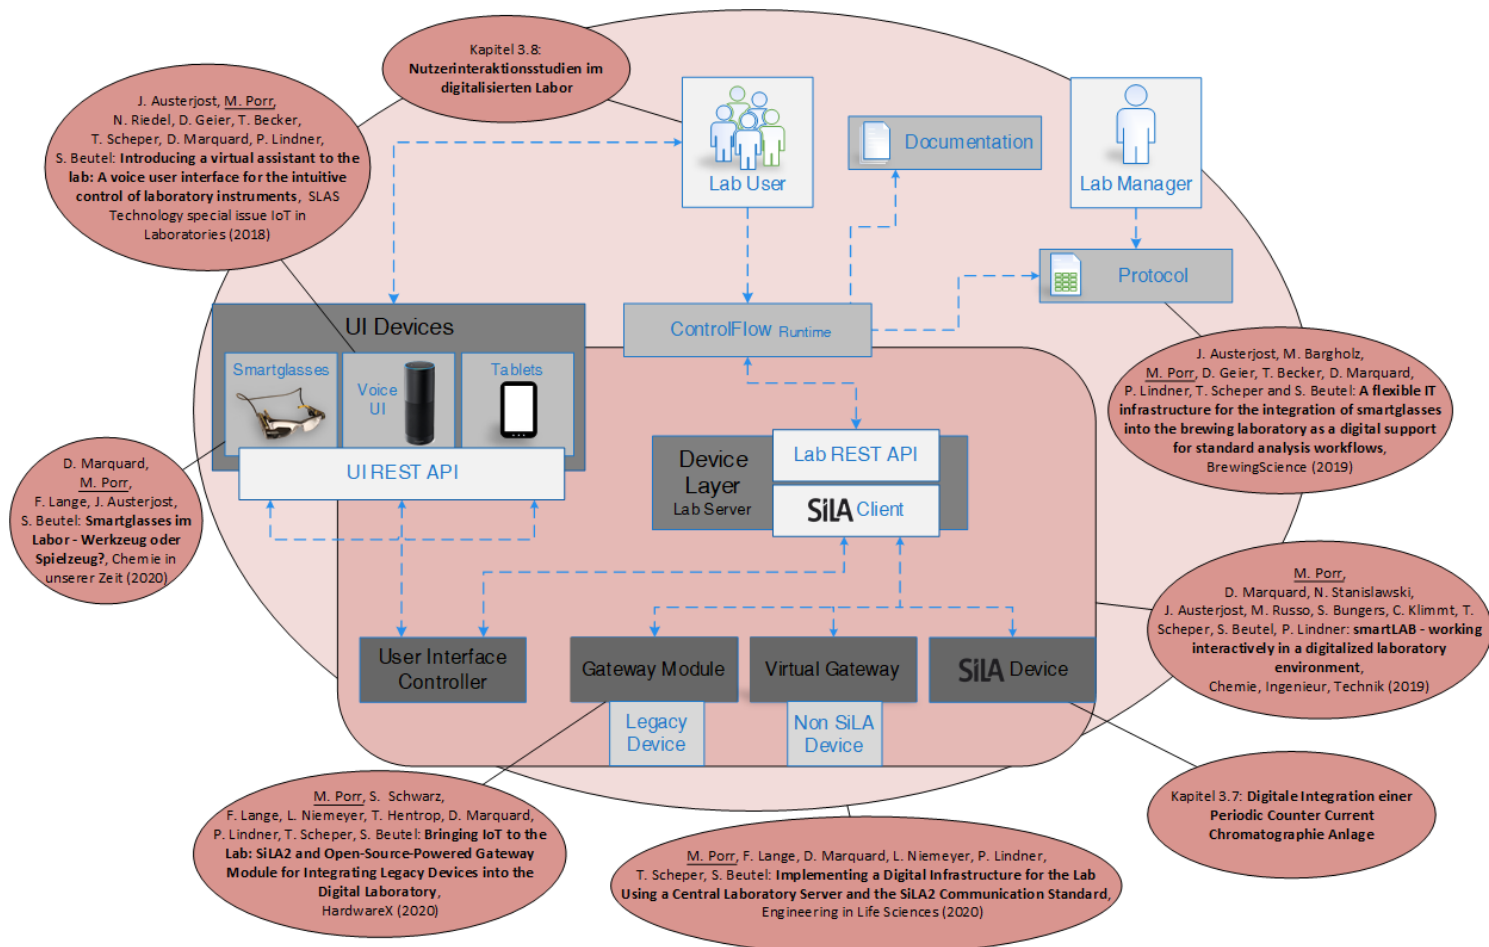 Kapitel 3.8:
Nutzerinteraktionsstudien im
digitalisierten Labor
J. Austerjost, M. Porr,
N. Riedel, D. Geier, T. Becker,
T. Scheper, D. Marquard, P. Lindner,
S. Beutel: Introducing a virtual assistant to the
lab: A voice user interface for the intuitive
control of laboratory instruments, SLAS
Technology special issue IoT in
Laboratories (2018)
Lab User
Documentation
Lab Manager
Protocol
UI Devices
ControlFlow Runtime
Smartglasses
Voice
UI
Tablets
UI REST API
J. Austerjost, M. Bargholz,
M. Porr, D. Geier, T. Becker, D. Marquard,
P. Lindner, T. Scheper and S. Beutel: A flexible IT
infrastructure for the integration of smartglasses
into the brewing laboratory as a digital support
for standard analysis workflows,
BrewingScience (2019)
Device
Layer
Lab Server
Lab REST API
SiLA Client
D. Marquard,
M. Porr,
F. Lange, J. Austerjost,
S. Beutel: Smartglasses im
Labor - Werkzeug oder
Spielzeug?, Chemie in
unserer Zeit (2020)
M. Porr,
D. Marquard, N. Stanislawski,
J. Austerjost, M. Russo, S. Bungers, C. Klimmt, T.
Scheper, S. Beutel, P. Lindner: smartLAB - working
interactively in a digitalized laboratory
environment,
Chemie, Ingenieur, Technik (2019)
User Interface
Controller
Gateway Module
Virtual Gateway
SiLA Device
Legacy
Device
Non SiLA
Device
M. Porr, S. Schwarz,
F. Lange, L. Niemeyer, T. Hentrop, D. Marquard,
P. Lindner, T. Scheper, S. Beutel: Bringing IoT to the
Lab: SiLA2 and Open-Source-Powered Gateway
Module for Integrating Legacy Devices into the
Digital Laboratory,
HardwareX (2020)
Kapitel 3.7: Digitale Integration einer
Periodic Counter Current
Chromatographie Anlage
M. Porr, F. Lange, D. Marquard, L. Niemeyer, P. Lindner,
T. Scheper, S. Beutel: Implementing a Digital Infrastructure for the Lab
Using a Central Laboratory Server and the SiLA2 Communication Standard,
Engineering in Life Sciences (2020)